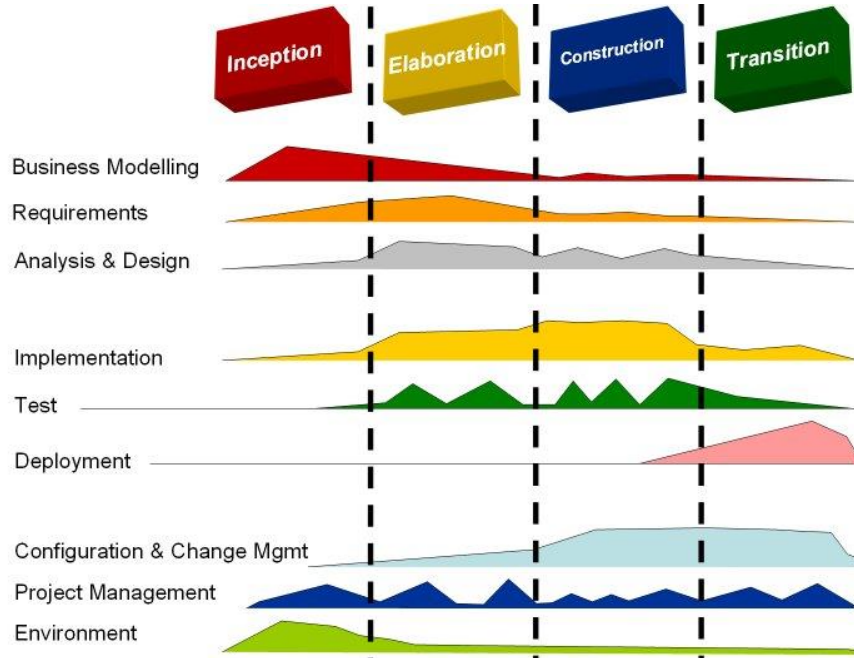 Inception
Elaboration
Construction
Transition
Business Modelling
Requirements
Analysis & Design
Implementation
Test
Deployment
Configuration & Change Mgmt
Project Management
Environment